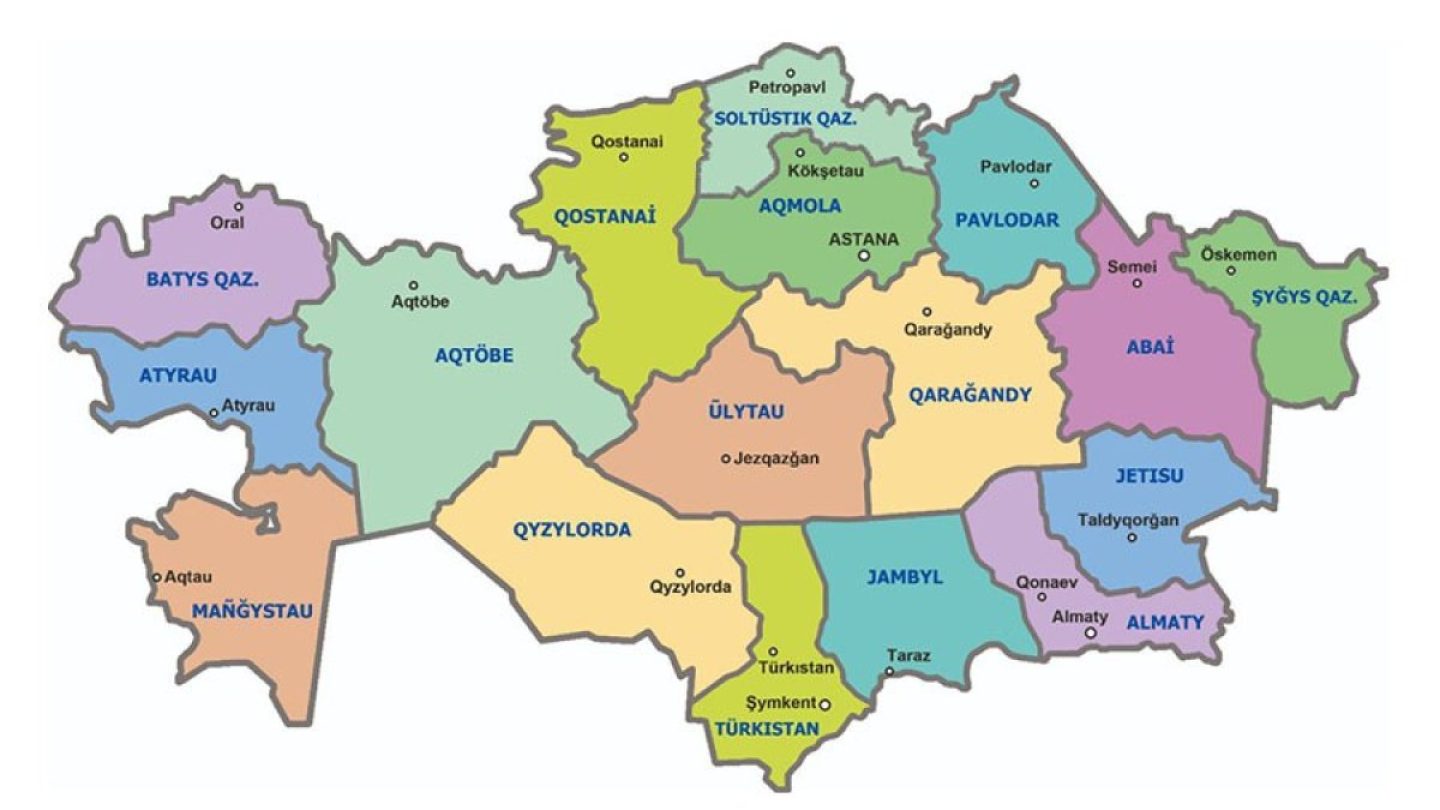 Petropavl
SOLTÜSTIK QAZ.
Qostanai
Kökşetau
Pavlodar
QOSTANAİ
AQMOLA
PAVLODAR
Oral
ASTANA
Semei
Öskemen
BATYS QAZ.
Aqtöbe
Qarağandy
ŞYĞYS QAZ.
AQTÖBE
ABAİ
ATYRAU
Atyrau
ŪLYTAU
QARAĞANDY
Jezqazğan
JETISU
QYZYLORDA
Taldyqorğan
Aqtau
Qyzylorda
JAMBYL
Qonaev
MAÑĞYSTAU
Almaty
ALMATY
Türkıstan
Taraz
Şymkent
TÜRKISTAN